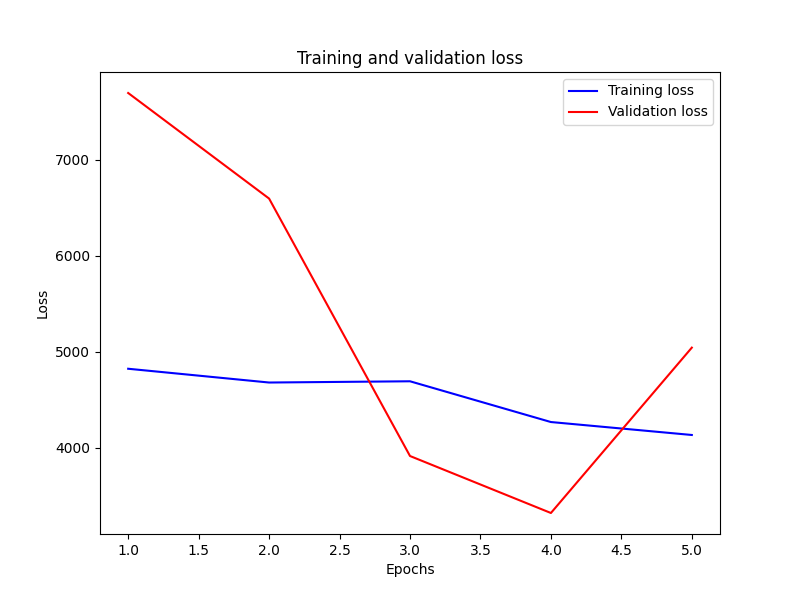 Training and validation loss
Training loss
Validation loss
7000
6000
5000
4000
Loss
1.0 1.5 2.0 2.5 3.0 3.5 4.0 4.5 5.0
Epochs